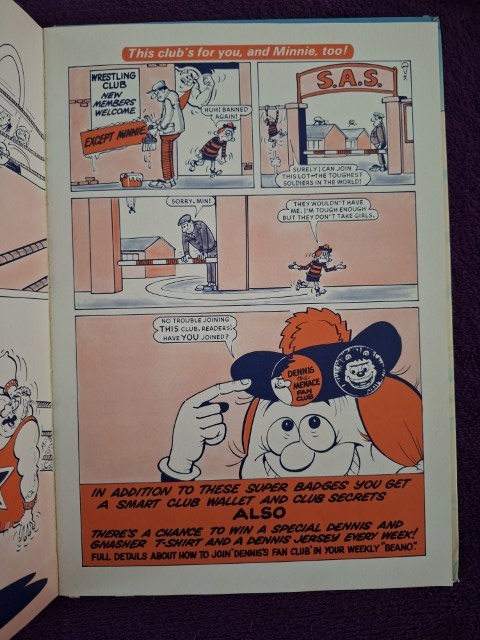 This club's for you, and Minnie, too!
WRESTLING
CLUB
NEW
MEMBERS
WELCOME
EXCEPT MINNIE
HUH! BANNED
AGAIN!
S.A.S.
SURELY I CAN JOIN
THIS LOT—THE TOUGHEST
SOLDIERS IN THE WORLD!
SORRY, MIN!
THEY WOULDN'T HAVE
ME. I'M TOUGH ENOUGH
BUT THEY DON'T TAKE GIRLS.
NO TROUBLE JOINING
THIS CLUB, READERS!
HAVE YOU JOINED?
DENNIS
the
MENACE
FAN
CLUB
IN ADDITION TO THESE SUPER BADGES YOU GET
A SMART CLUB WALLET AND CLUB SECRETS
ALSO
THERE'S A CHANCE TO WIN A SPECIAL DENNIS AND
GNASHER T-SHIRT AND A DENNIS JERSEY EVERY WEEK!
FULL DETAILS ABOUT HOW TO JOIN 'DENNIS'S FAN CLUB' IN YOUR WEEKLY "BEANO".